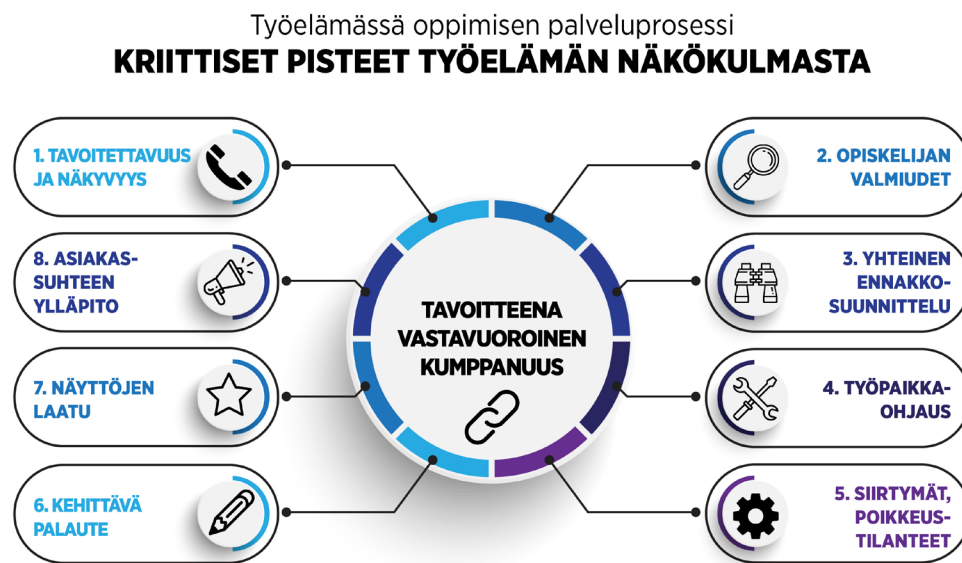 Työelämässä oppimisen palveluprosessi
KRIITTISET PISTEET TYÖELÄMÄN NÄKÖKULMASTA
1. TAVOITETTAVUUS
JA NÄKYVYYS
2. OPISKELIJAN
VALMIUDET
3. YHTEINEN
ENNAKKO-
SUUNNITTELU
4. TYÖPAIKKA-
OHJAUS
5. SIIRTYMÄT,
POIKKEUS-
TILANTEET
6. KEHITTÄVÄ
PALAUTE
7. NÄYTTÖJEN
LAATU
8. ASIAKAS-
SUHTEEN
YLLÄPITO
TAVOITTEENA
VASTAVUOROINEN
KUMPPANUUS